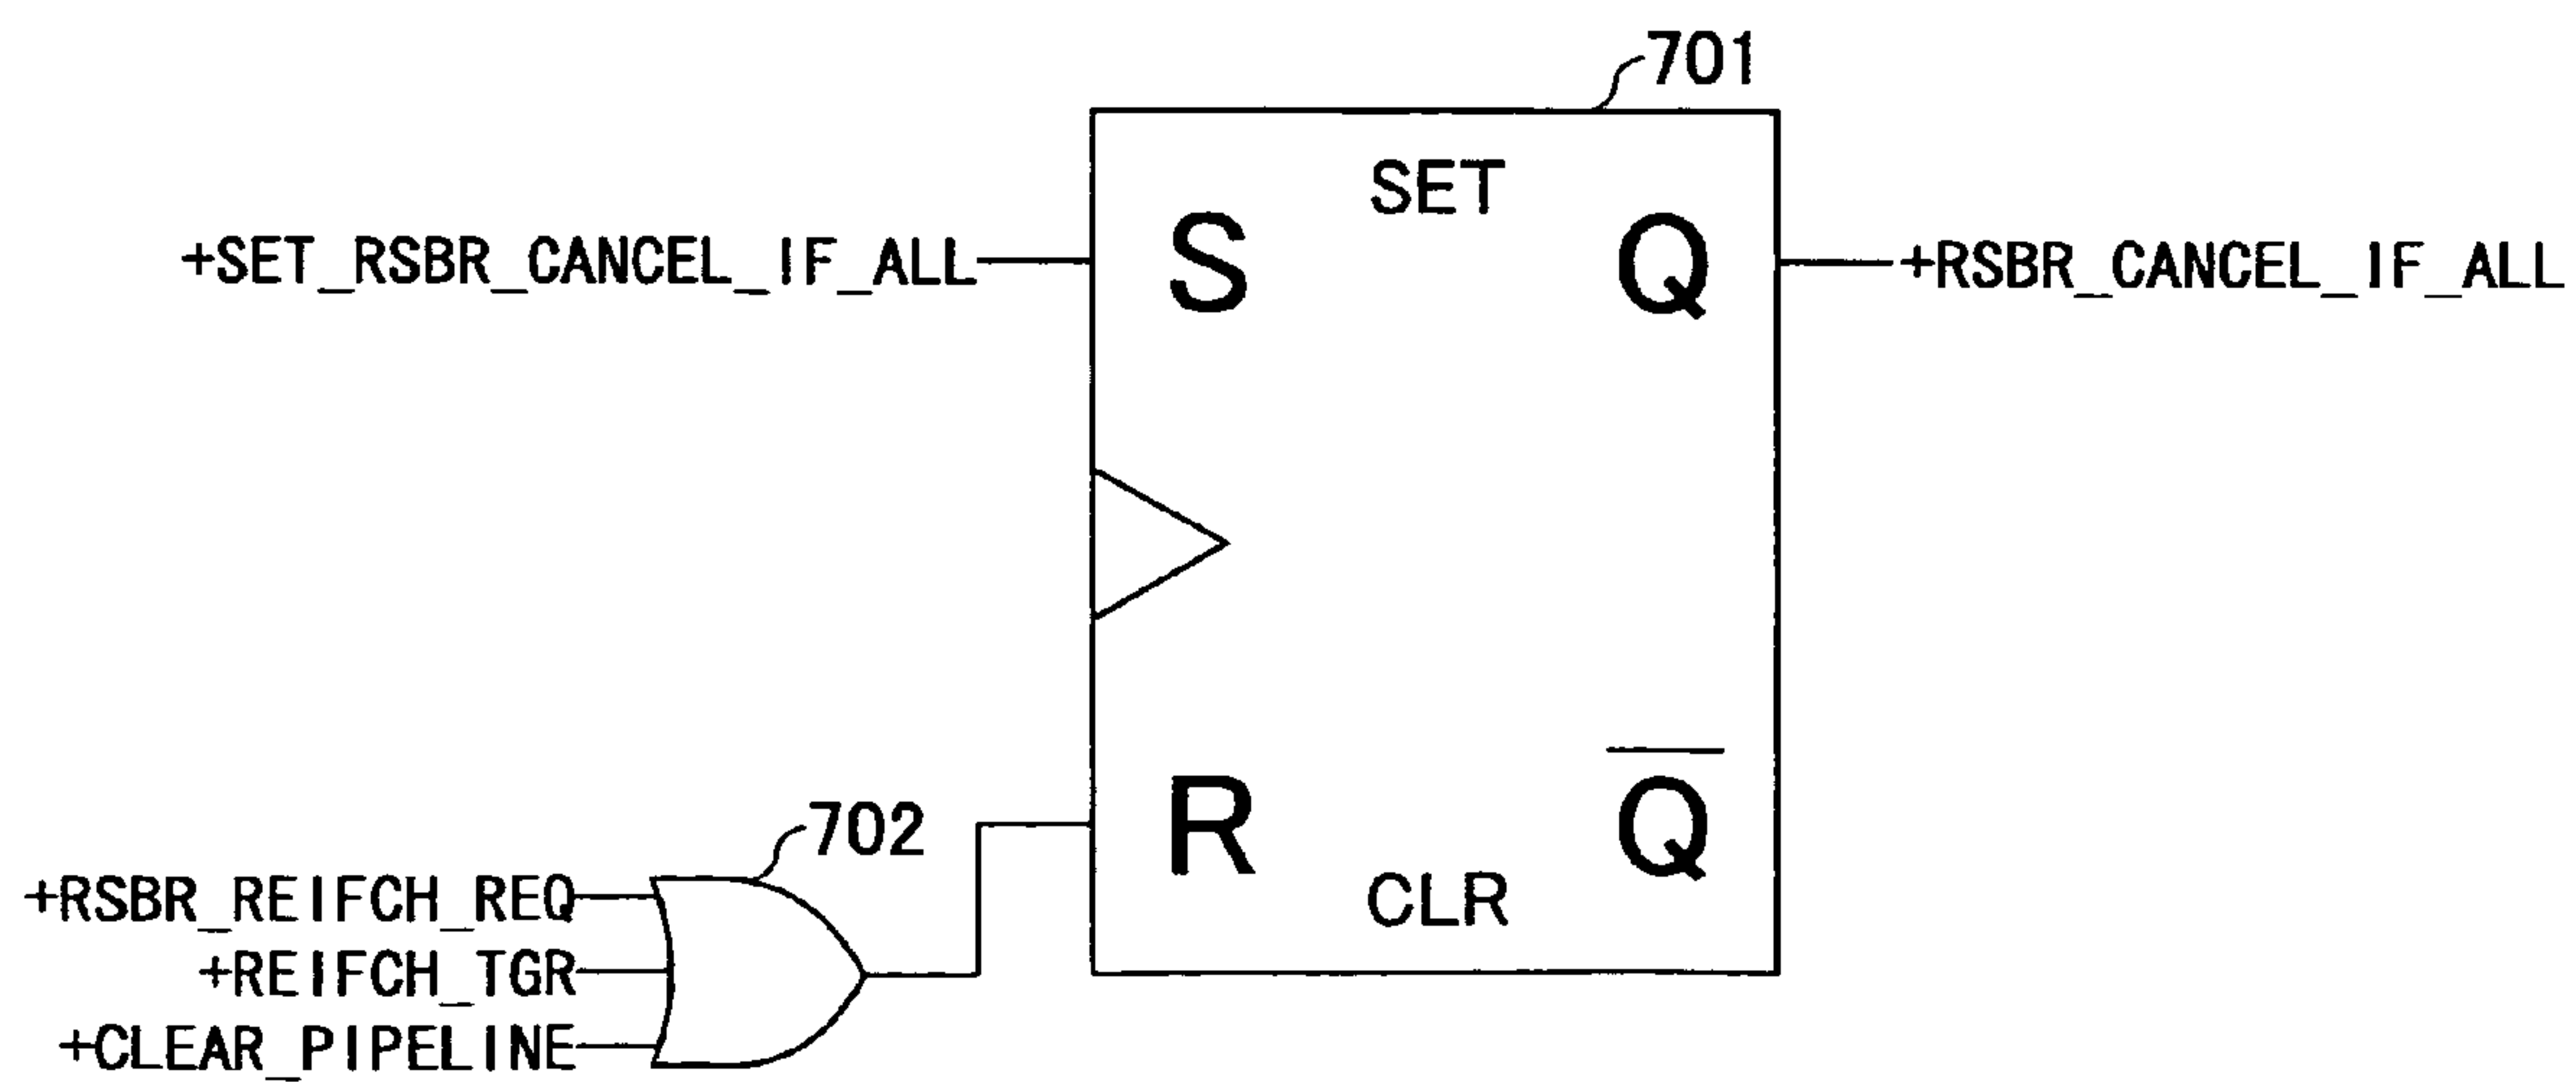 701
SET
+SET_RSBR_CANCEL_IF_ALL
S
Q
+RSBR_CANCEL_IF_ALL
702
R
Q
+RSBR_REIFCH_REQ
CLR
+REIFCH_TGR
+CLEAR_PIPELINE